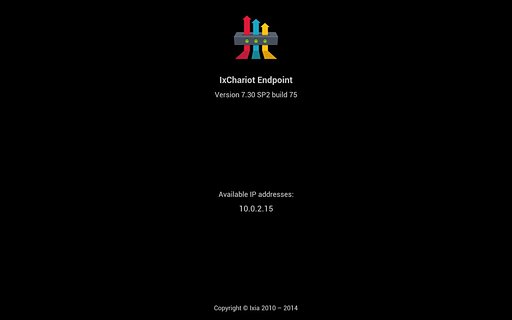 IxChariot Endpoint
Version 7.30 SP2 build 75
Available IP addresses:
10.0.2.15
Copyright © Ixia 2010 – 2014